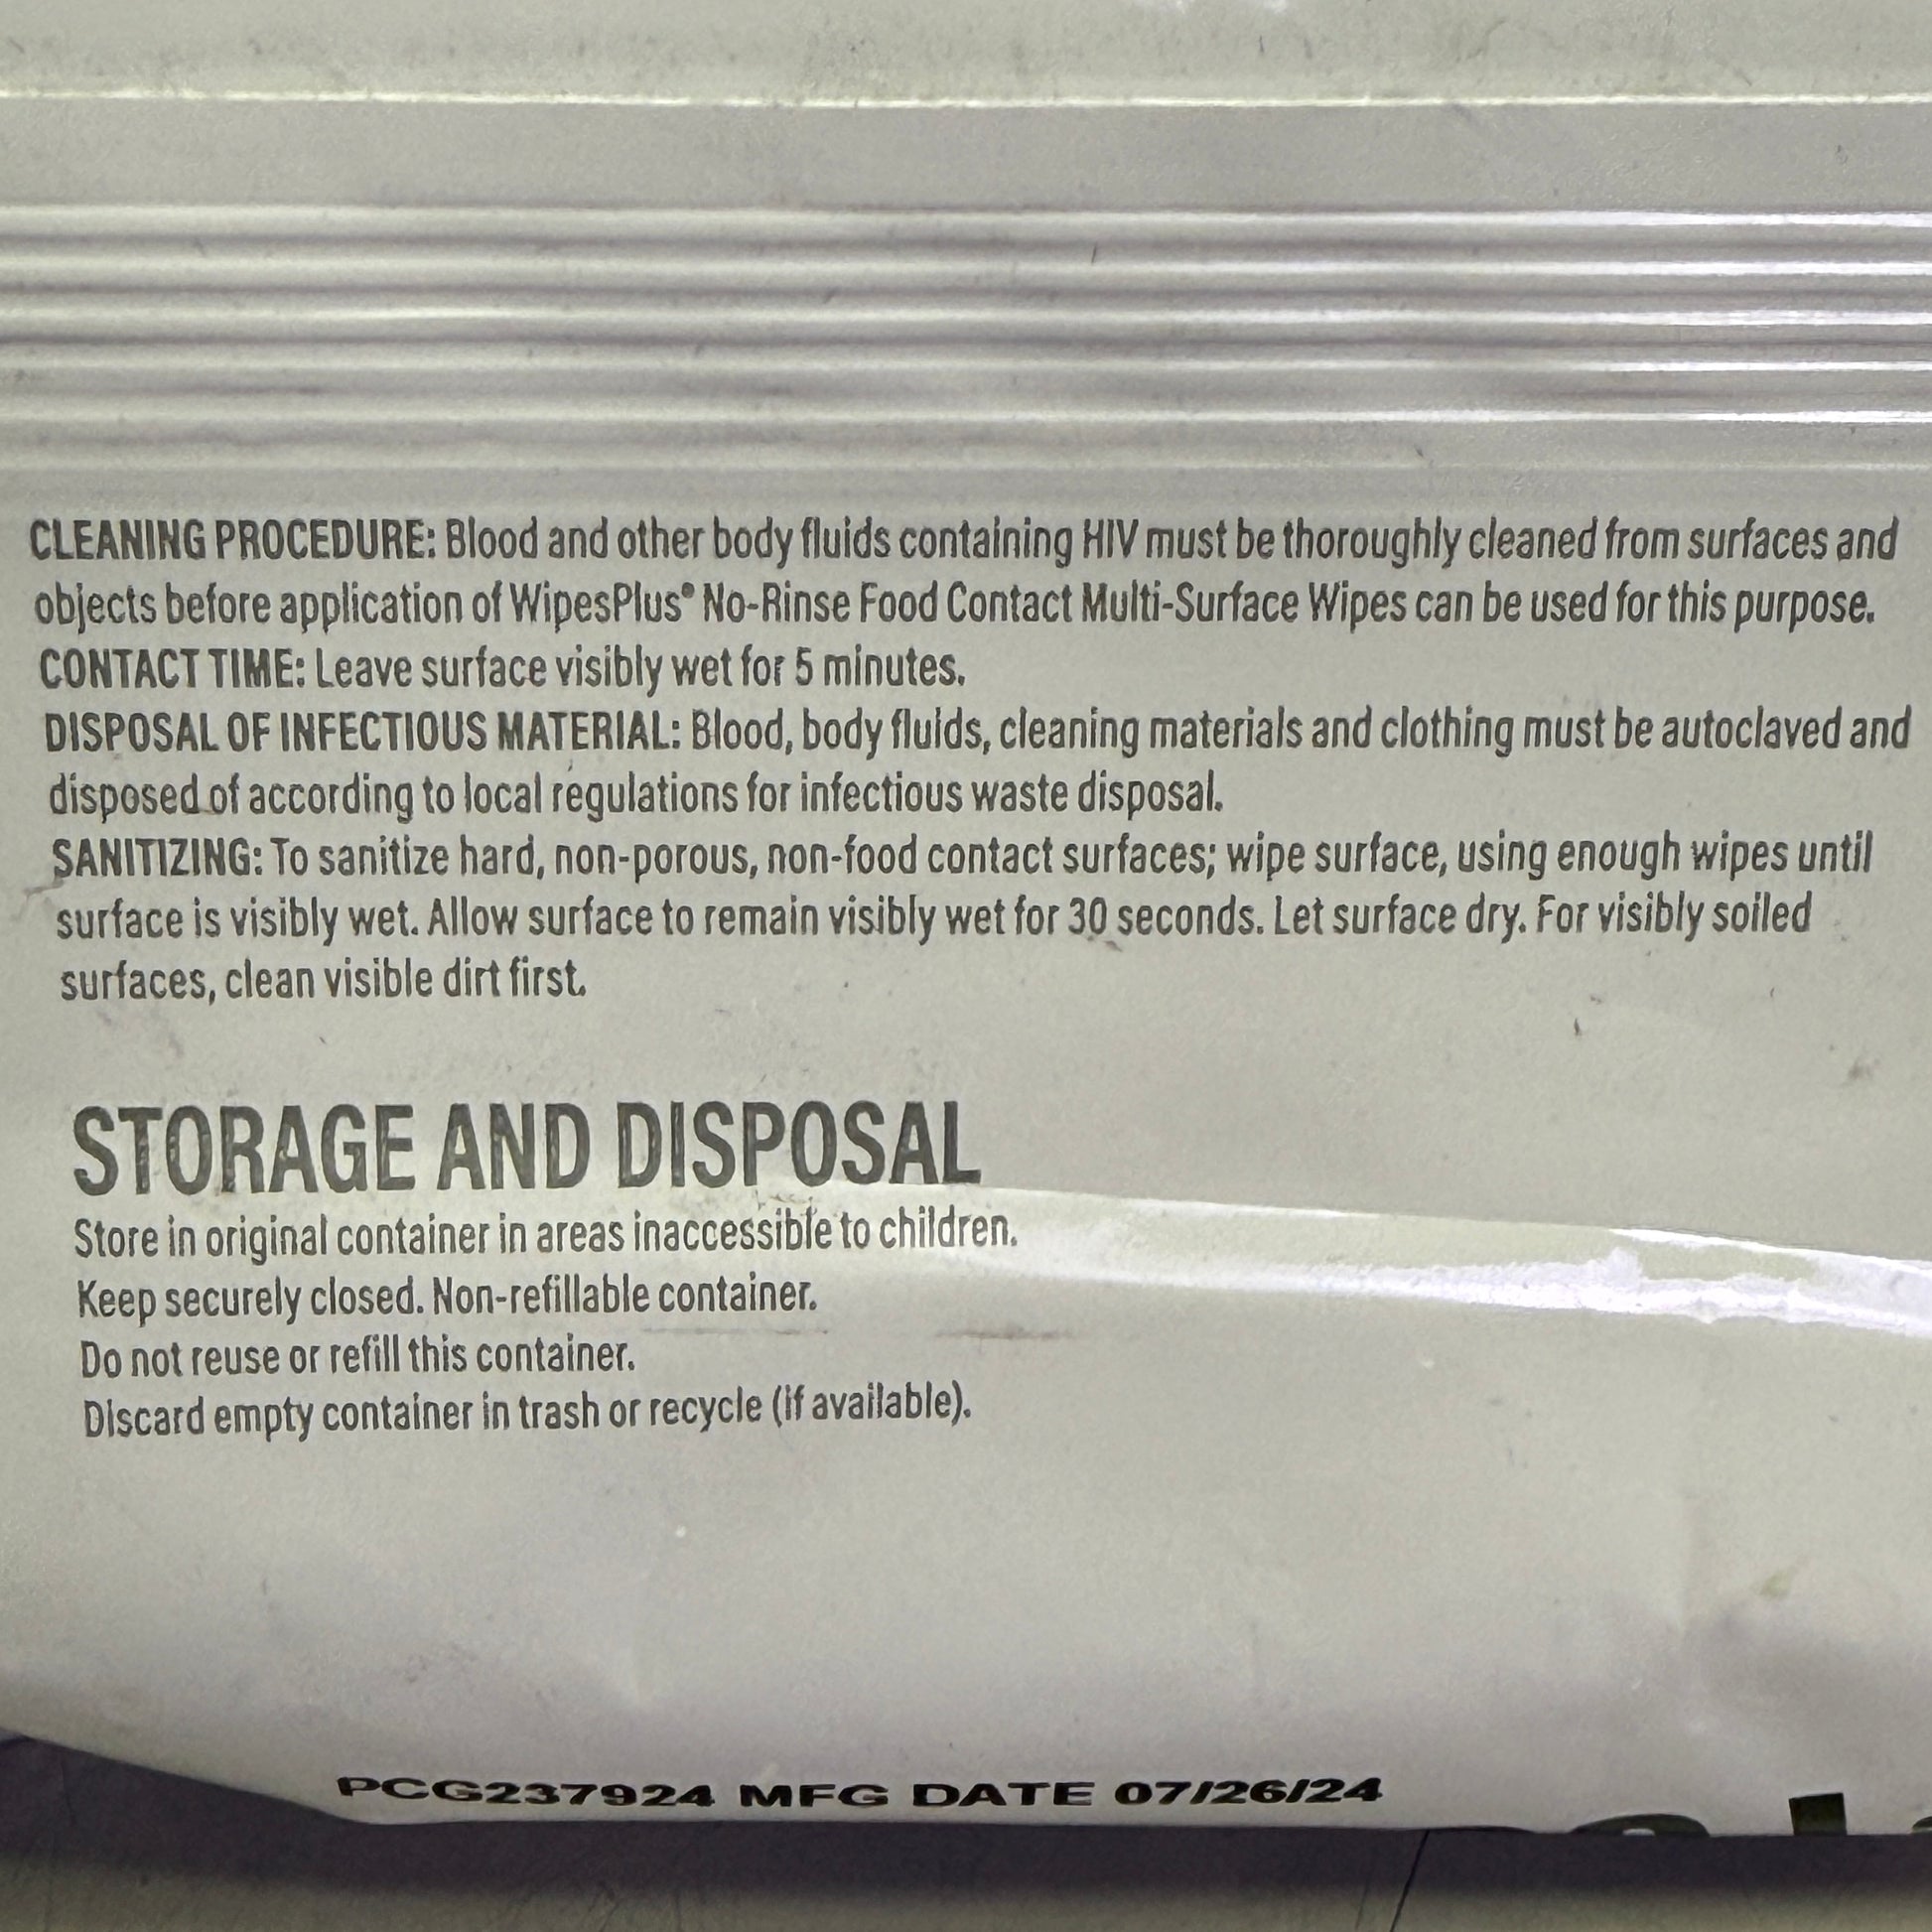 CLEANING PROCEDURE: Blood and other body fluids containing HIV must be thoroughly cleaned from surfaces and
objects before application of WipesPlus® No-Rinse Food Contact Multi-Surface Wipes can be used for this purpose.
CONTACT TIME: Leave surface visibly wet for 5 minutes.
DISPOSAL OF INFECTIOUS MATERIAL: Blood, body fluids, cleaning materials and clothing must be autoclaved and
disposed of according to local regulations for infectious waste disposal.
SANITIZING: To sanitize hard, non-porous, non-food contact surfaces; wipe surface, using enough wipes until
surface is visibly wet. Allow surface to remain visibly wet for 30 seconds. Let surface dry. For visibly soiled
surfaces, clean visible dirt first.
STORAGE AND DISPOSAL
Store in original container in areas inaccessible to children.
Keep securely closed. Non-refillable container.
Do not reuse or refill this container.
Discard empty container in trash or recycle (if available).
PCG237924 MFG DATE 07/26/24